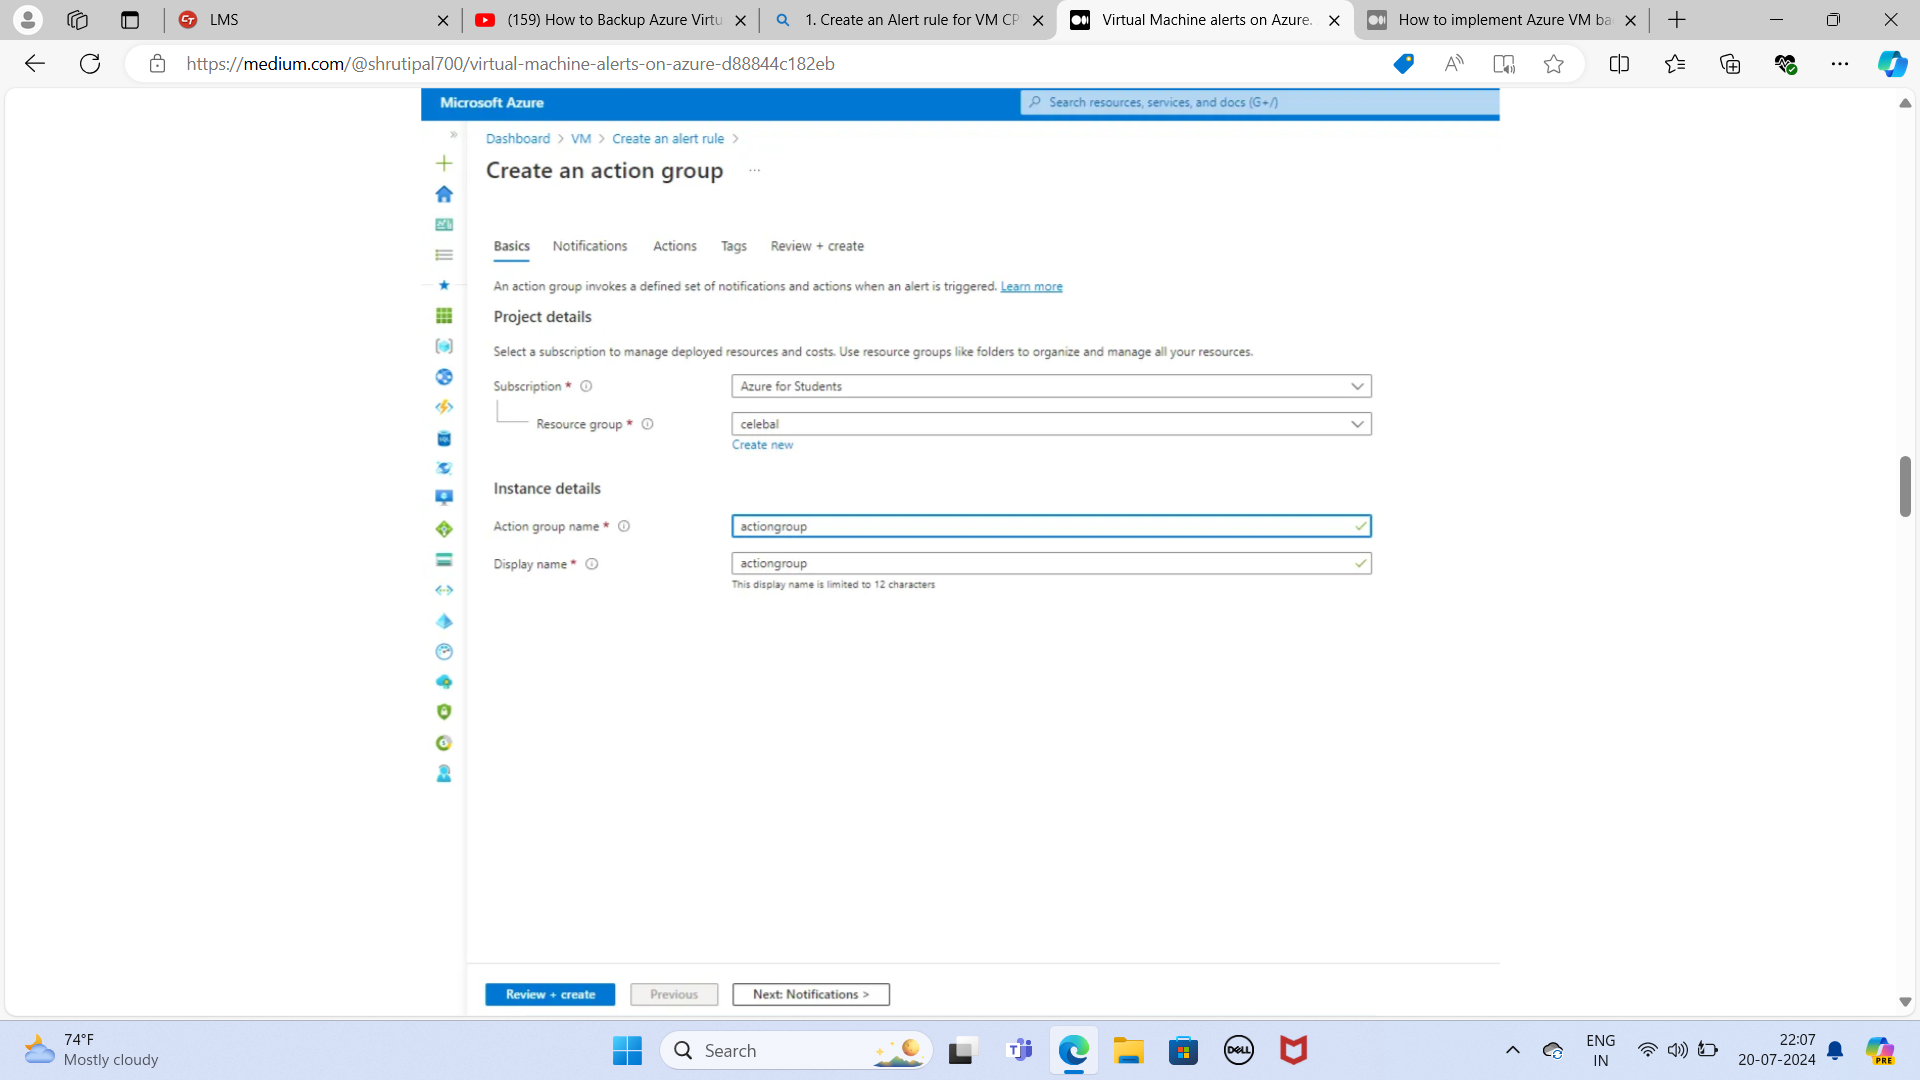 LMS
(159) How to Backup Azure Virtu
1. Create an Alert rule for VM CP
Virtual Machine alerts on Azure.
How to implement Azure VM ba
https://medium.com/@shrutipal700/virtual-machine-alerts-on-azure-d88844c182eb
Microsoft Azure
Search resources, services, and docs (G+/)
Dashboard > VM > Create an alert rule >
Create an action group ...
Basics Notifications Actions Tags Review + create
An action group invokes a defined set of notifications and actions when an alert is triggered. Learn more
Project details
Select a subscription to manage deployed resources and costs. Use resource groups like folders to organize and manage all your resources.
Subscription * Azure for Students
Resource group * celebal
Create new
Instance details
Action group name * actiongroup
Display name * actiongroup
This display name is limited to 12 characters
Review + create Previous Next: Notifications >
74°F
Mostly cloudy
Search
DELL
ENG
IN
22:07
20-07-2024
PRE